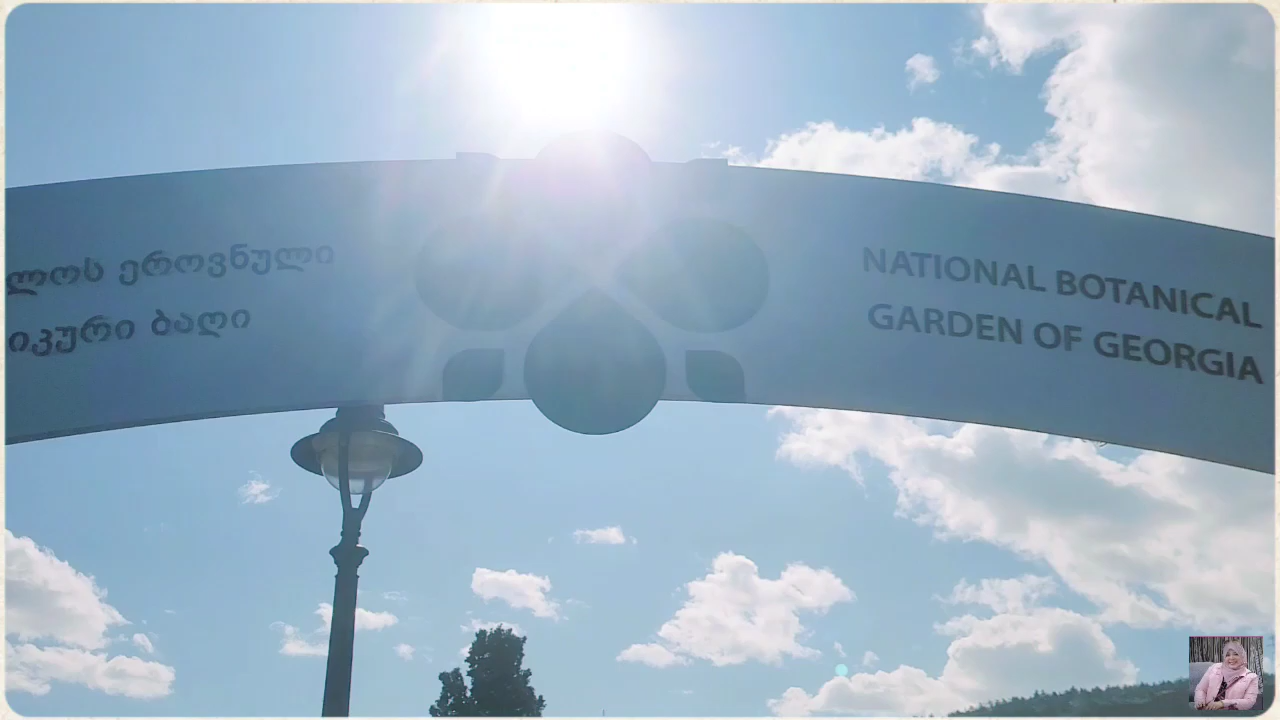 ლოს ეროვნული
იკური ბაღი
NATIONAL BOTANICAL
GARDEN OF GEORGIA